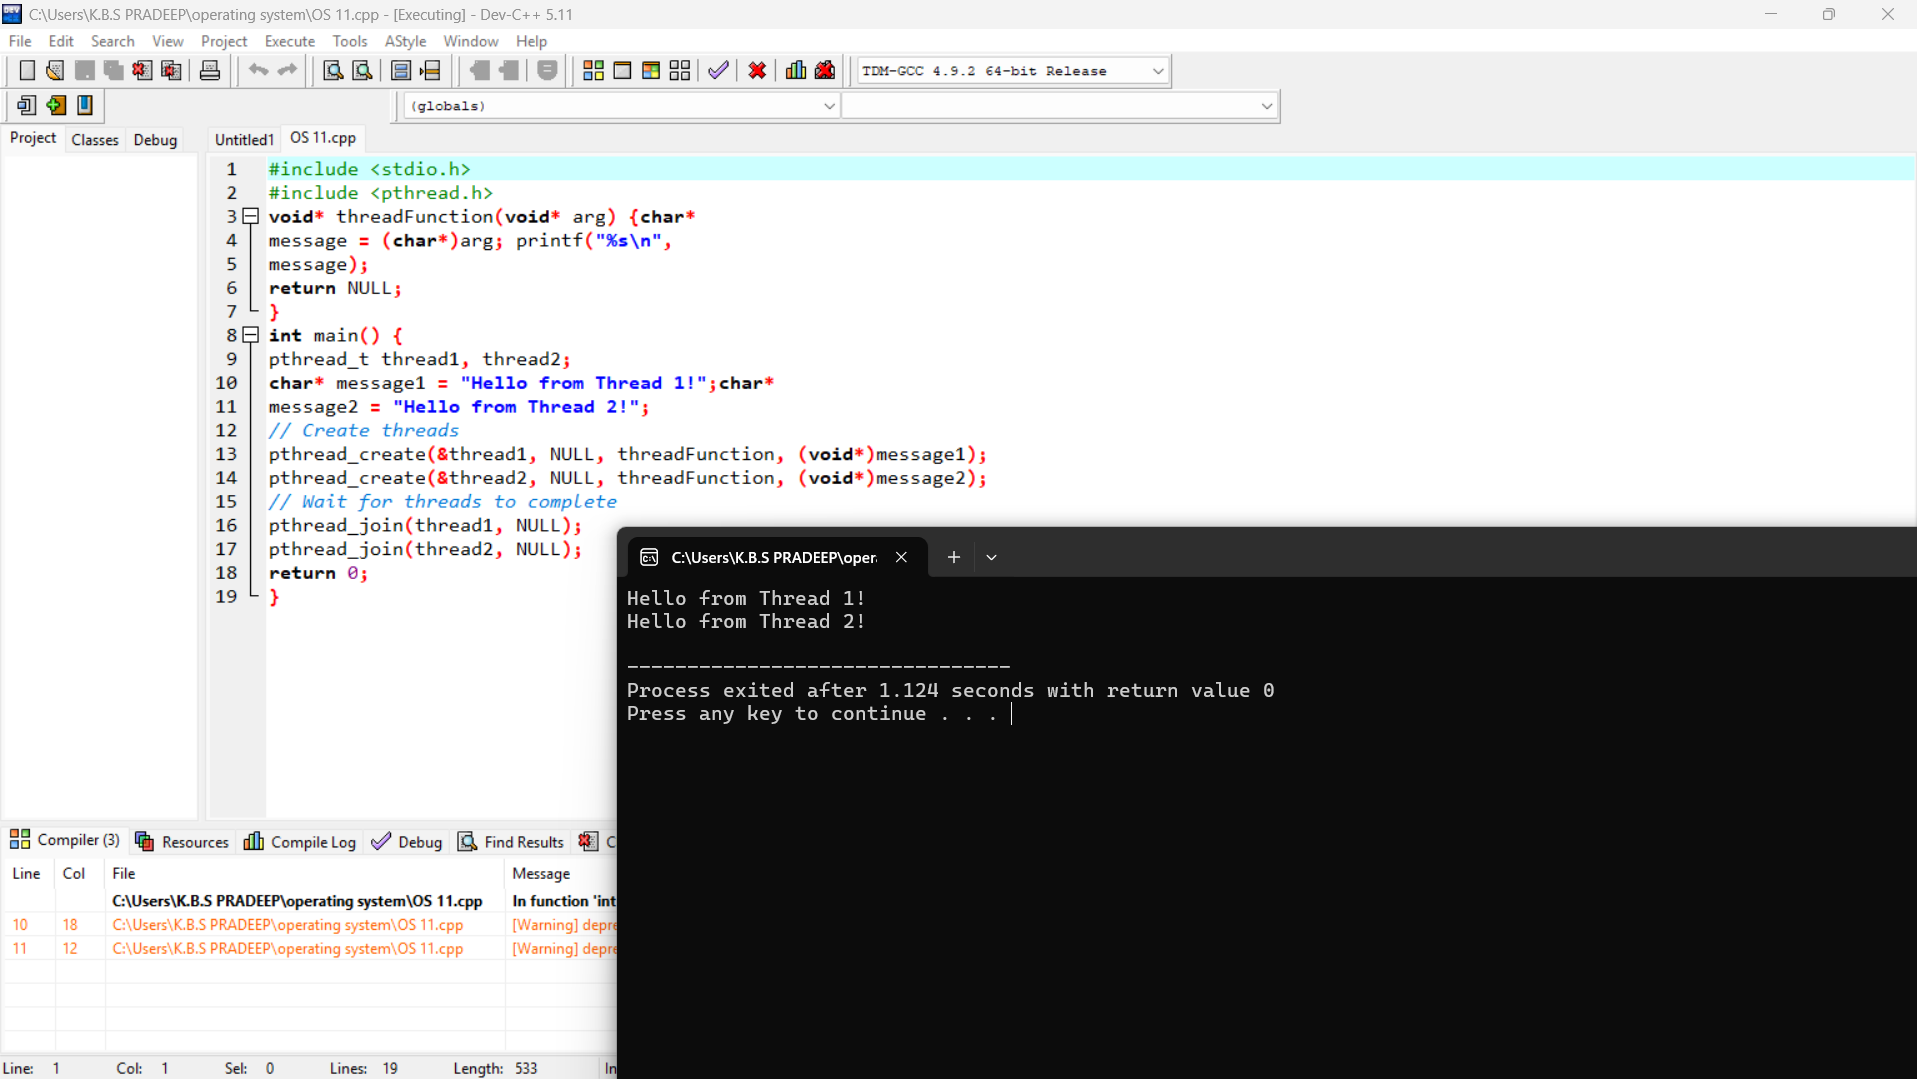 C:\Users\K.B.S PRADEEP\operating system\OS 11.cpp - [Executing] - Dev-C++ 5.11
File Edit Search View Project Execute Tools AStyle Window Help
TDM-GCC 4.9.2 64-bit Release
(globals)
Project Classes Debug
Untitled1 OS 11.cpp
1 #include <stdio.h>
2 #include <pthread.h>
3 void* threadFunction(void* arg) {char*
4 message = (char*)arg; printf("%s\n",
5 message);
6 return NULL;
7 }
8 int main() {
9 pthread_t thread1, thread2;
10 char* message1 = "Hello from Thread 1!";char*
11 message2 = "Hello from Thread 2!";
12 // Create threads
13 pthread_create(&thread1, NULL, threadFunction, (void*)message1);
14 pthread_create(&thread2, NULL, threadFunction, (void*)message2);
15 // Wait for threads to complete
16 pthread_join(thread1, NULL);
17 pthread_join(thread2, NULL);
18 return 0;
19 }
C:\Users\K.B.S PRADEEP\oper
Hello from Thread 1!
Hello from Thread 2!
--------------------------------
Process exited after 1.124 seconds with return value 0
Press any key to continue . . .
Compiler (3) Resources Compile Log Debug Find Results C
Line Col File Message
C:\Users\K.B.S PRADEEP\operating system\OS 11.cpp In function 'int
10 18 C:\Users\K.B.S PRADEEP\operating system\OS 11.cpp [Warning] depre
11 12 C:\Users\K.B.S PRADEEP\operating system\OS 11.cpp [Warning] depre
Line: 1 Col: 1 Sel: 0 Lines: 19 Length: 533 In